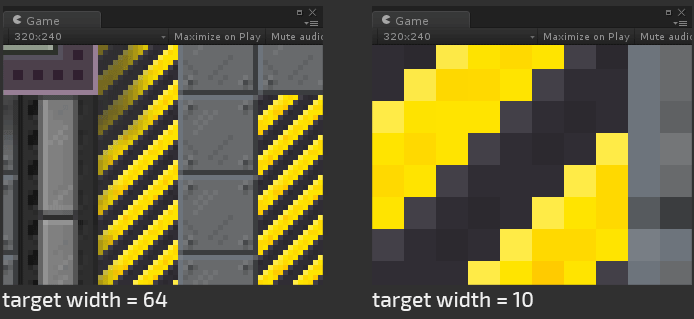 Game
320x240
Maximize on Play
Mute audio
target width = 64
Game
320x240
Maximize on Play
Mute audi
target width = 10